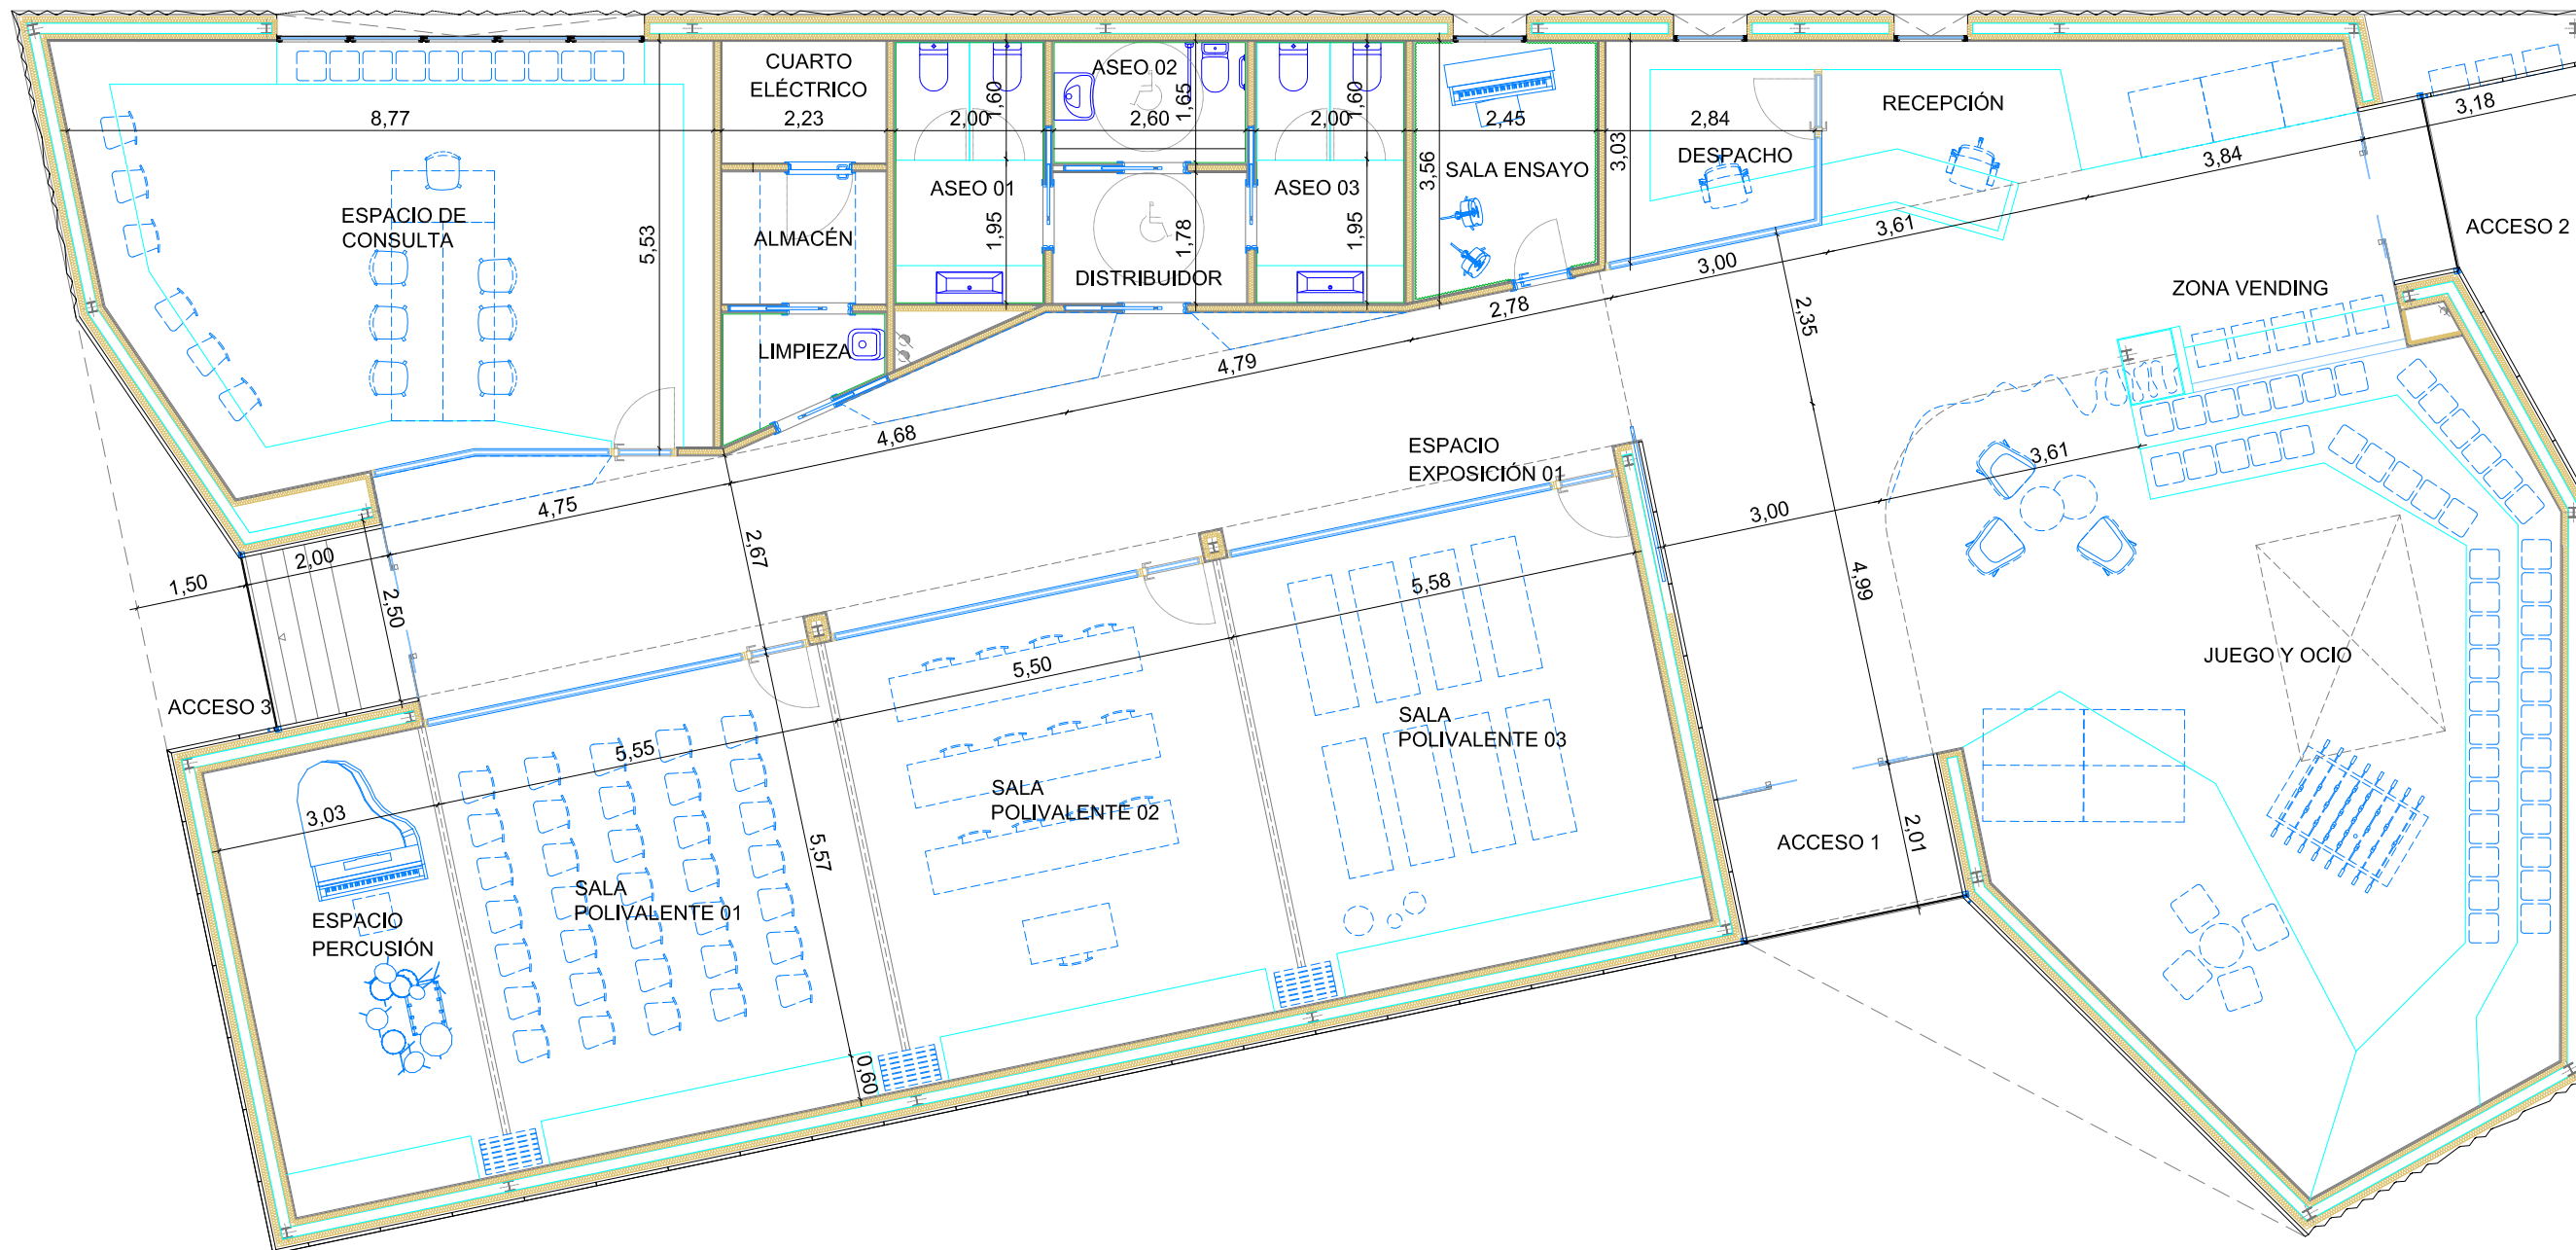 CUARTO
ELÉCTRICO
ASEO 02
RECEPCIÓN
3,18
8,77
2,23
2,00
1,60
2,60
1,65
2,00
1,60
2,45
2,84
DESPACHO
3,03
3,56
SALA ENSAYO
3,84
ESPACIO DE
CONSULTA
5,53
ALMACÉN
ASEO 01
1,95
1,78
DISTRIBUIDOR
ASEO 03
1,95
3,61
ACCESO 2
3,00
2,78
2,35
ZONA VENDING
LIMPIEZA
4,79
4,68
ESPACIO
EXPOSICIÓN 01
3,61
4,75
3,00
2,67
2,00
1,50
2,50
5,58
4,99
5,50
JUEGO Y OCIO
ACCESO 3
SALA
POLIVALENTE 03
5,55
SALA
POLIVALENTE 02
3,03
5,57
ACCESO 1
2,01
SALA
POLIVALENTE 01
ESPACIO
PERCUSIÓN
0,60